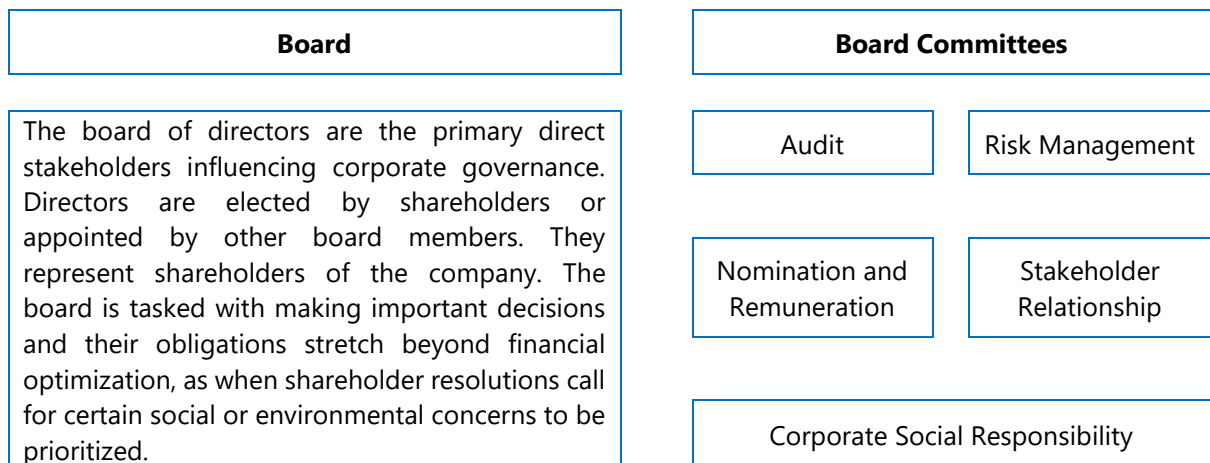 Board
The board of directors are the primary direct
stakeholders influencing corporate governance.
Directors are elected by shareholders or
appointed by other board members. They
represent shareholders of the company. The
board is tasked with making important decisions
and their obligations stretch beyond financial
optimization, as when shareholder resolutions call
for certain social or environmental concerns to be
prioritized.
Board Committees
Audit
Risk Management
Nomination and
Remuneration
Stakeholder
Relationship
Corporate Social Responsibility